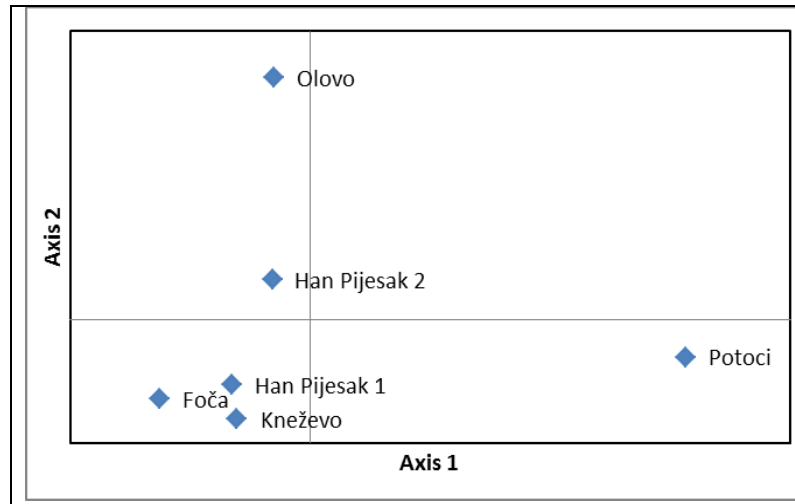 Olovo
Axis 2
Han Pijesak 2
Potoci
Han Pijesak 1
Foča
Kneževo
Axis 1